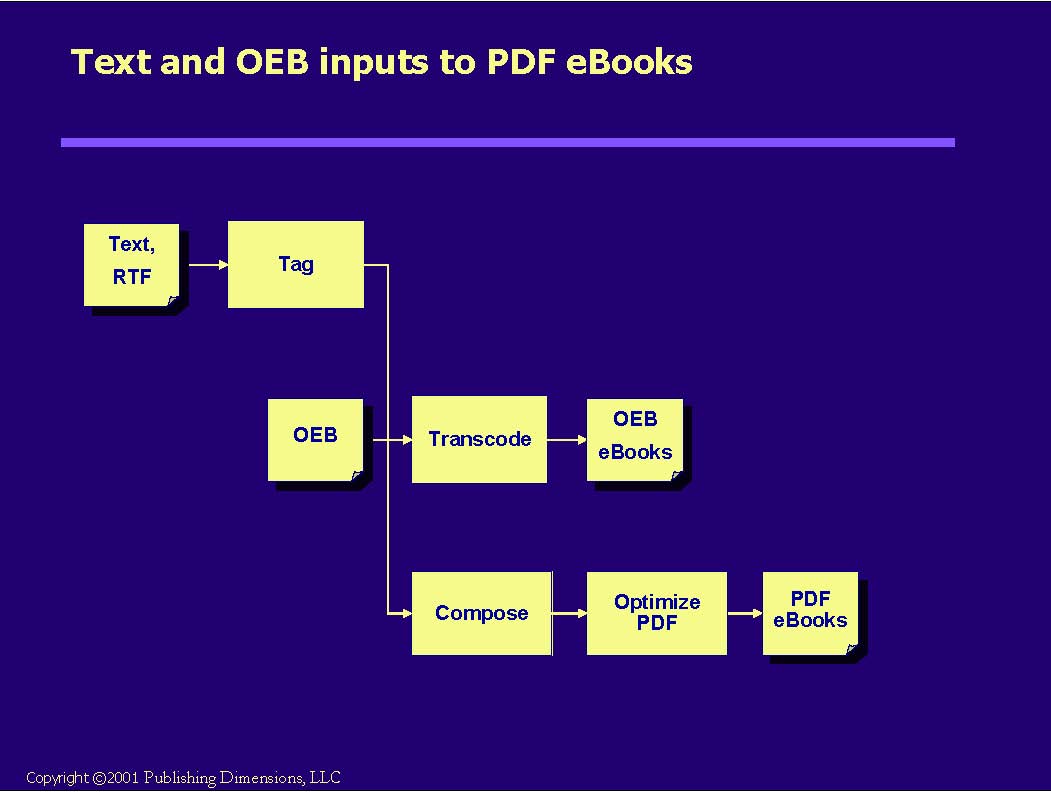 Text and OEB inputs to PDF eBooks
Text,
RTF
Tag
OEB
Transcode
OEB
eBooks
Compose
Optimize
PDF
PDF
eBooks
Copyright ©2001 Publishing Dimensions, LLC